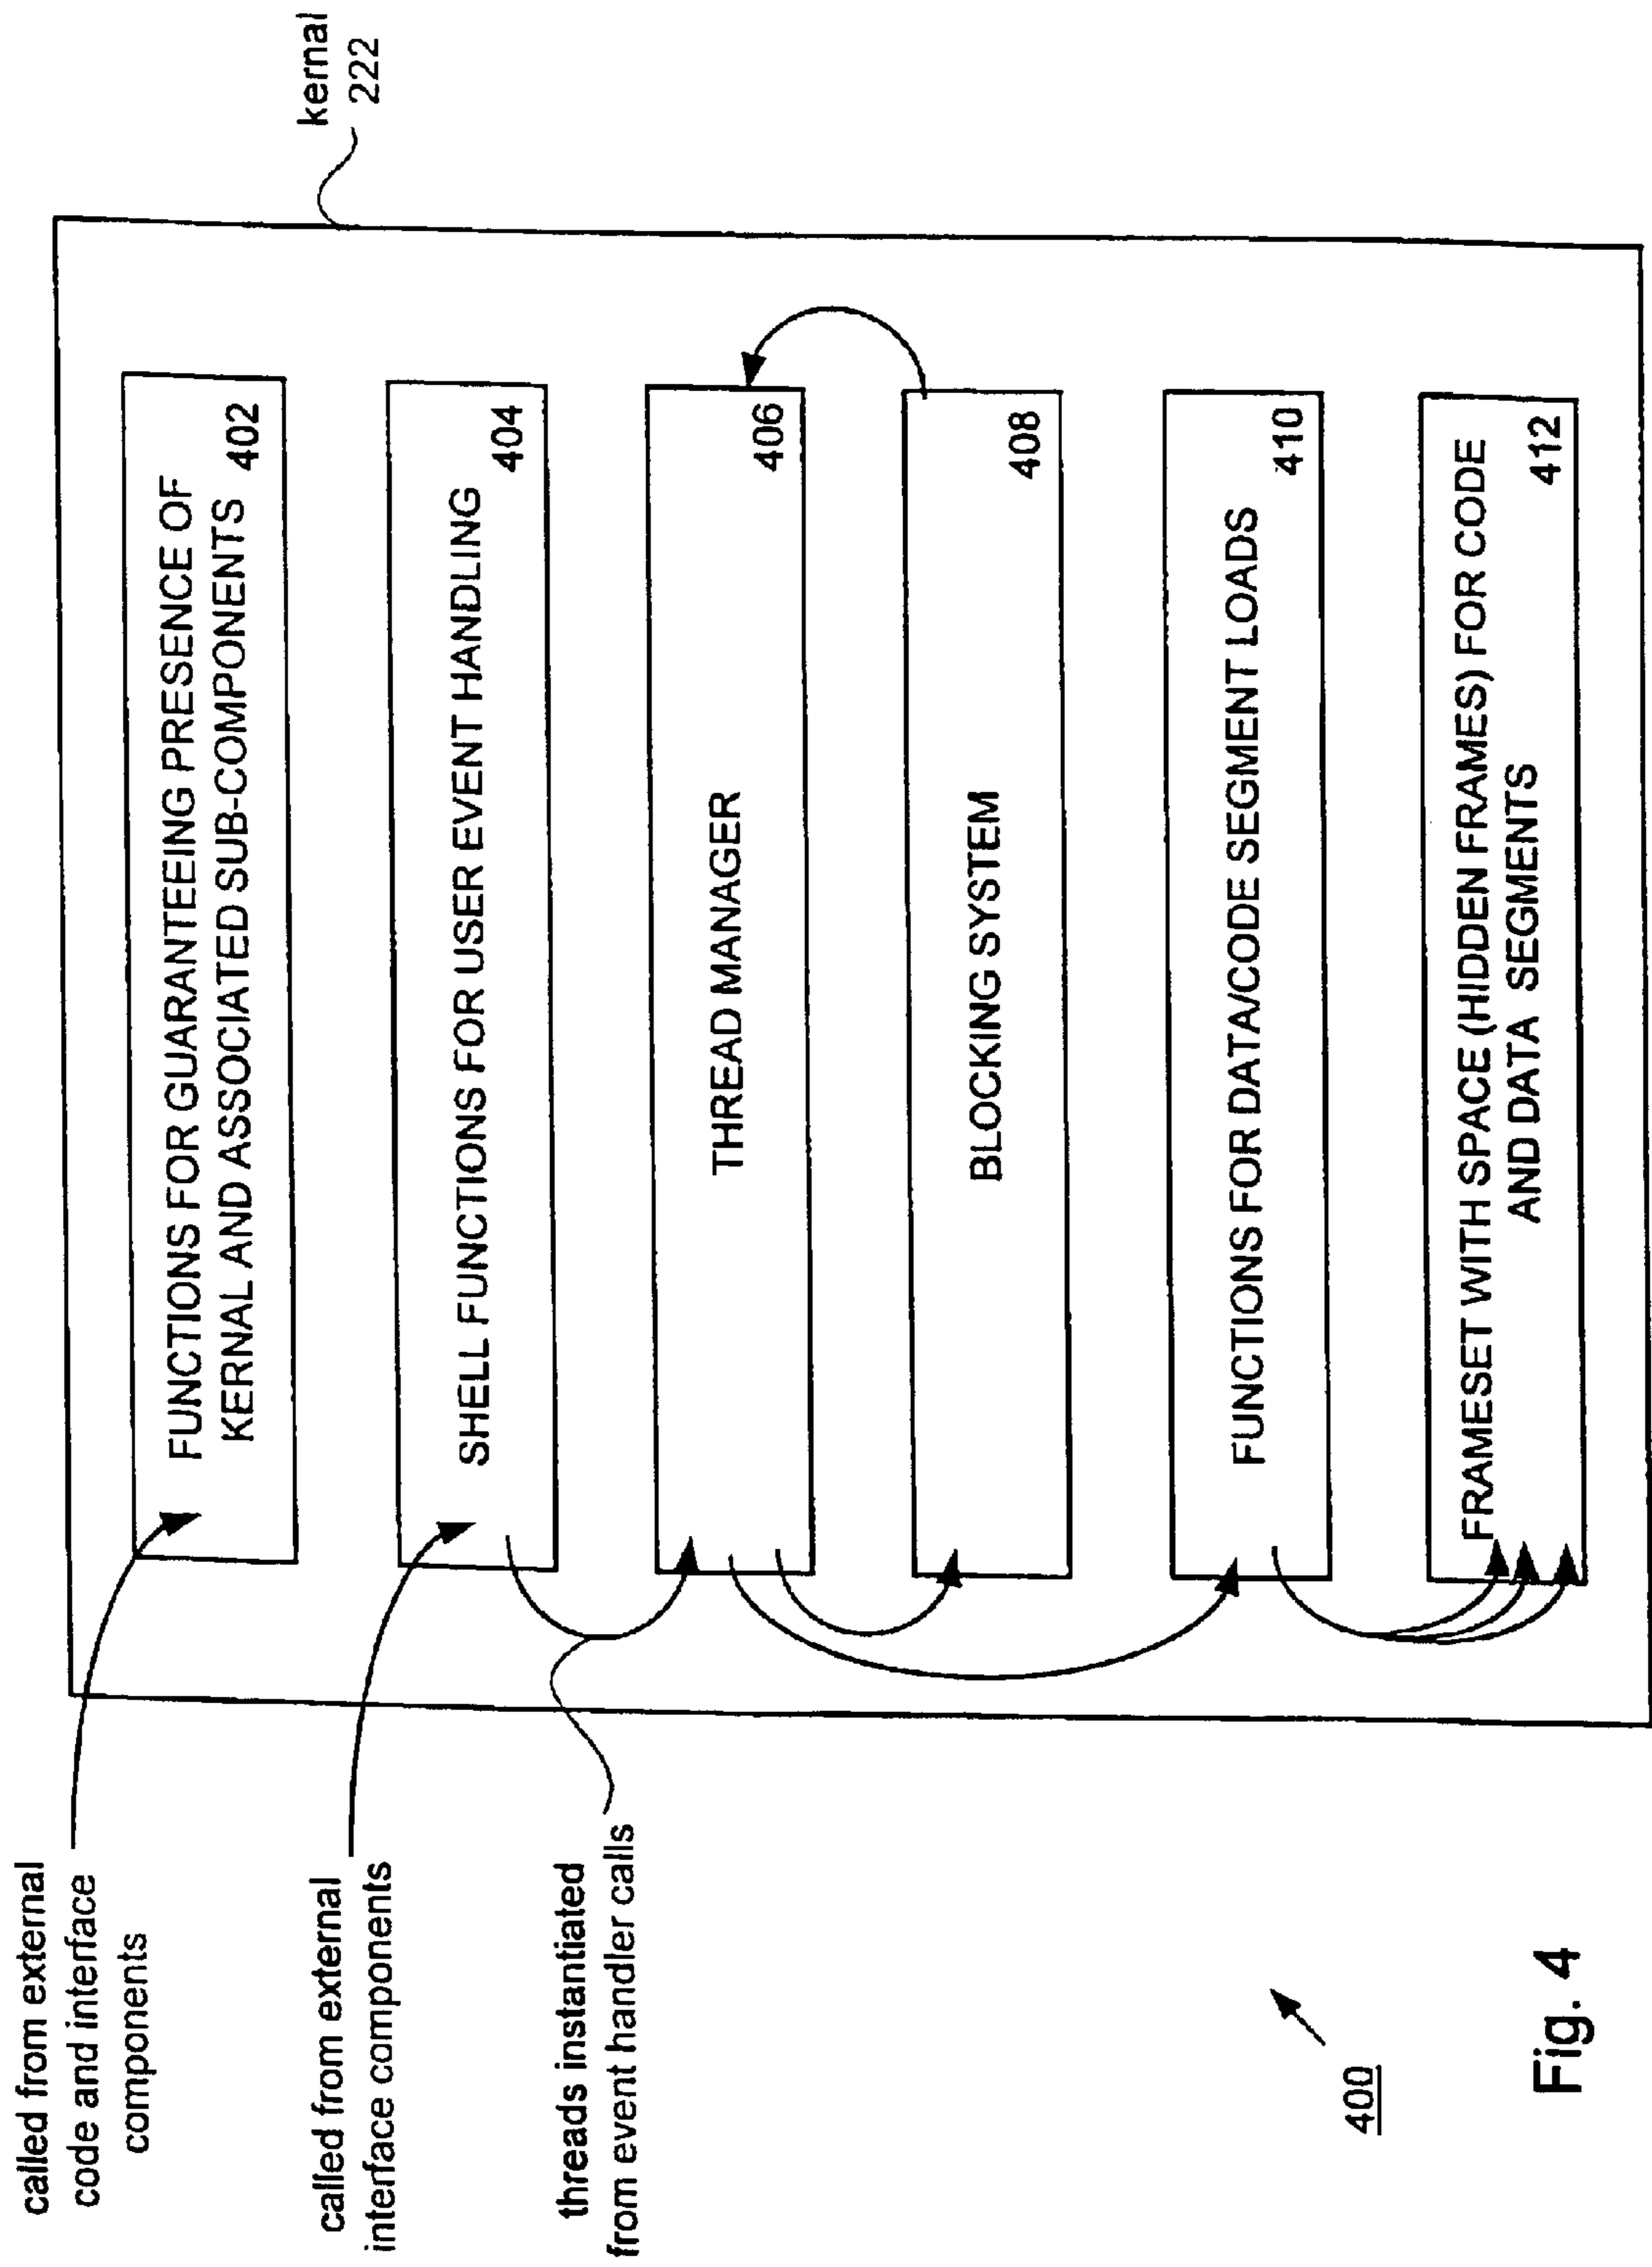 called from external
code and interface
components
called from external
interface components
threads instantiated
from event handler calls
kernal
222
FUNCTIONS FOR GUARANTEEING PRESENCE OF
KERNAL AND ASSOCIATED SUB-COMPONENTS
402
SHELL FUNCTIONS FOR USER EVENT HANDLING
404
THREAD MANAGER
406
BLOCKING SYSTEM
408
FUNCTIONS FOR DATA/CODE SEGMENT LOADS
410
FRAMESET WITH SPACE (HIDDEN FRAMES) FOR CODE
AND DATA SEGMENTS
412
400
Fig. 4